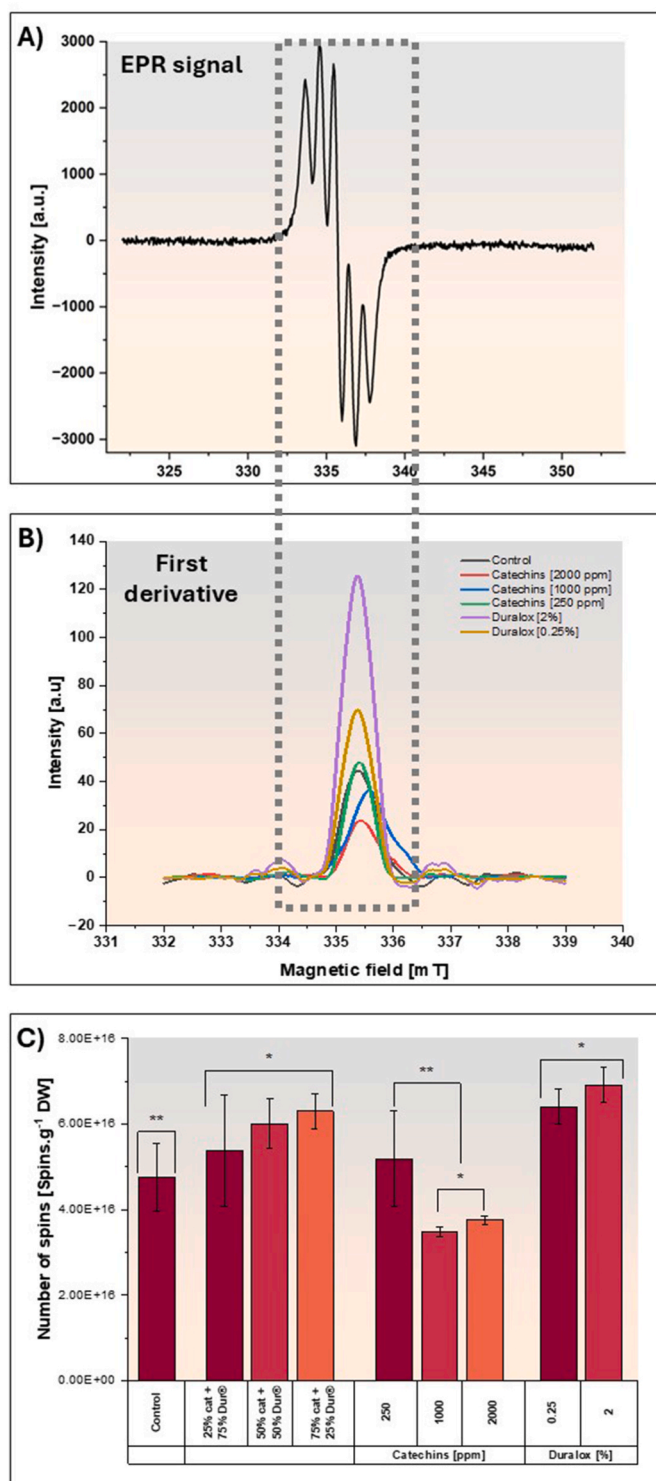 A)
EPR signal
Intensity [a.u.]
3000
2000
1000
0
−1000
−2000
−3000
325 330 335 340 345 350
B)
First
derivative
Control
Catechins [2000 ppm]
Catechins [1000 ppm]
Catechins [250 ppm]
Duralox [2%]
Duralox [0.25%]
Intensity [a.u]
140
120
100
80
60
40
20
0
−20
331 332 333 334 335 336 337 338 339 340
Magnetic field [mT]
C)
Number of spins [Spins.g⁻¹ DW]
8.00E+16
6.00E+16
4.00E+16
2.00E+16
0.00E+00
** * ** * *
Control
25% cat +
75% Dur®
50% cat +
50% Dur®
75% cat +
25% Dur®
250 1000 2000 0.25 2
Catechins [ppm] Duralox [%]